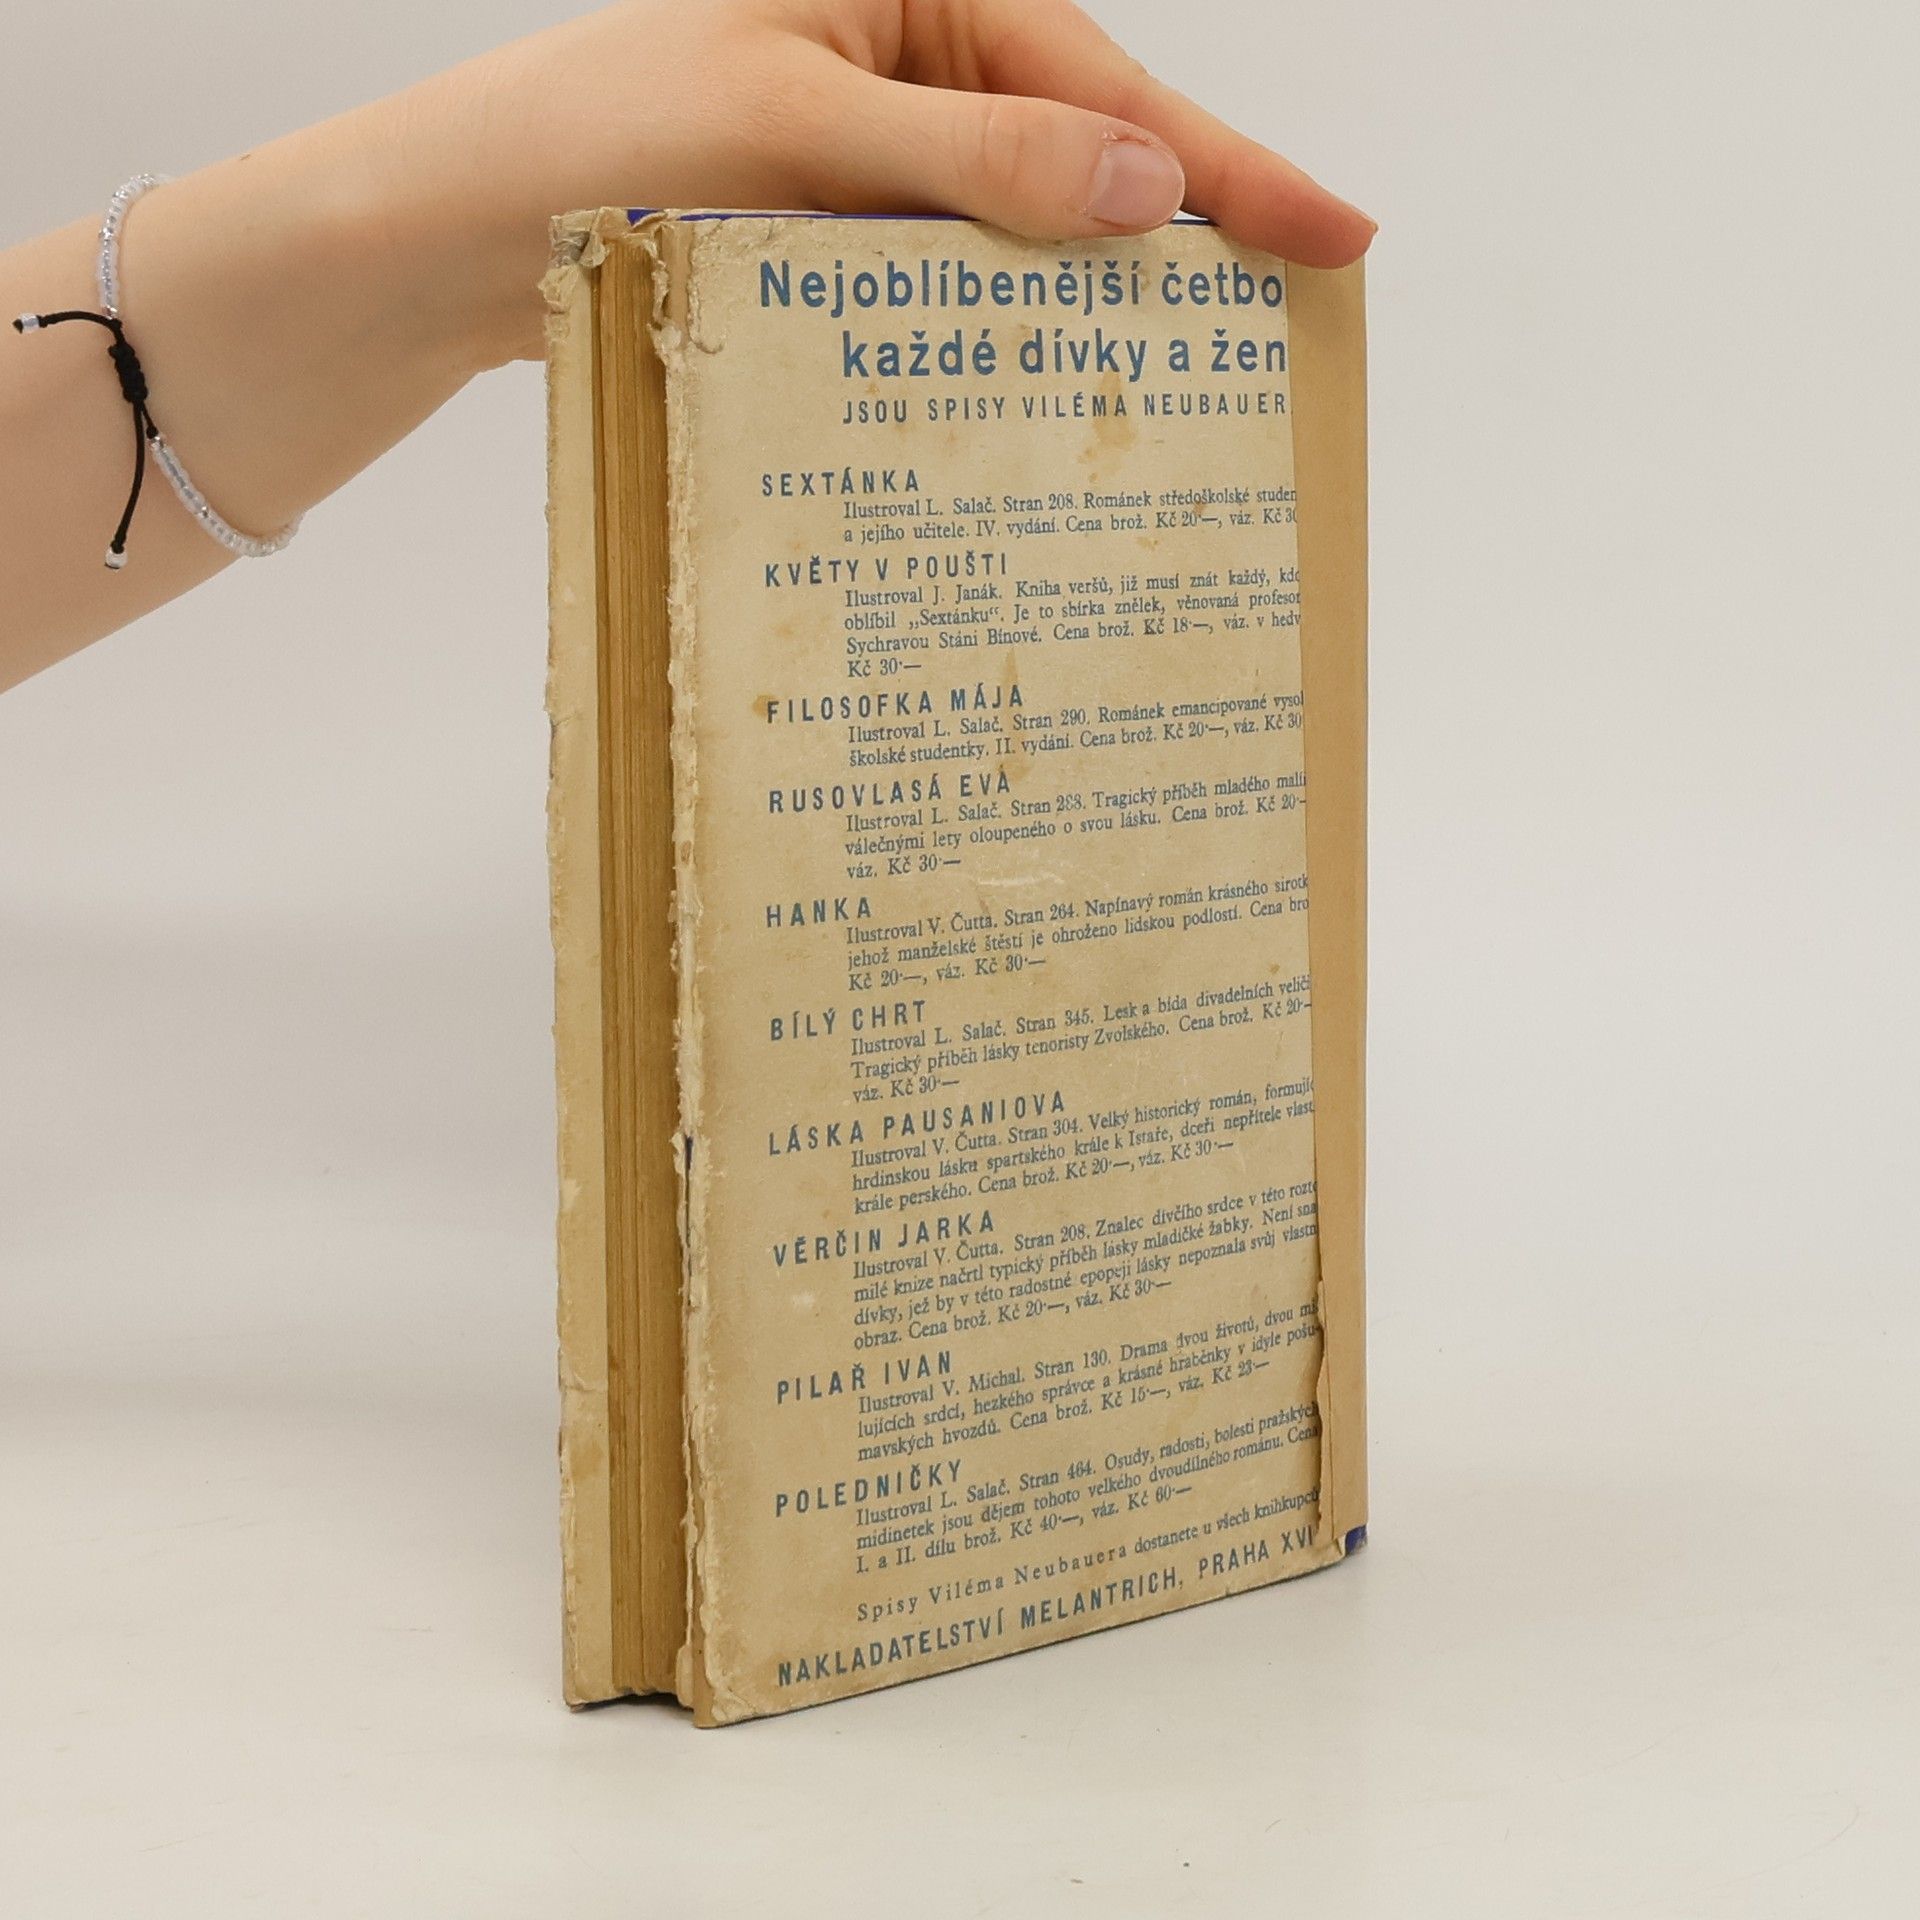 Nejoblíbenější četbo
každé dívky a žen
JSOU SPISY VILÉMA NEUBAUER
SEXTÁNKA
Ilustroval L. Salač. Stran 208. Románek středoškolské studen
a jejího učitele. IV. vydání. Cena brož. Kč 20·—, váz. Kč 30
KVĚTY V POUŠTI
Ilustroval J. Janák. Kniha veršů, již musí znát každý, kdo
oblíbil „Sextánku“. Je to sbírka znělek, věnovaná profesor
Sychravou Stáni Bínové. Cena brož. Kč 18·—, váz. v hedv
Kč 30·—
FILOSOFKA MÁJA
Ilustroval L. Salač. Stran 290. Románek emancipované vysol
školské studentky. II. vydání. Cena brož. Kč 20·—, váz. Kč 30
RUSOVLASÁ EVA
Ilustroval L. Salač. Stran 288. Tragický příběh mladého malíř
válečnými lety oloupeného o svou lásku. Cena brož. Kč 20·—
váz. Kč 30·—
HANKA
Ilustroval V. Čutta. Stran 264. Napínavý román krásného sirotk
jehož manželské štěstí je ohroženo lidskou podlostí. Cena bro
Kč 20·—, váz. Kč 30·—
BÍLÝ CHRT
Ilustroval L. Salač. Stran 345. Lesk a bída divadelních veliči
Tragický příběh lásky tenoristy Zvolského. Cena brož. Kč 20·—
váz. Kč 30·—
LÁSKA PAUSANIOVA
Ilustroval V. Čutta. Stran 304. Velký historický román, formujíc
hrdinskou lásku spartského krále k Istaře, dceři nepřítele vlast
krále perského. Cena brož. Kč 20·—, váz. Kč 30·—
VĚRČIN JARKA
Ilustroval V. Čutta. Stran 208. Znalec dívčího srdce v této rozto
milé knize načrtl typický příběh lásky mladičké žabky. Není sna
dívky, jež by v této radostné epopeji lásky nepoznala svůj vlastn
obraz. Cena brož. Kč 20·—, váz. Kč 30·—
PILAŘ IVAN
Ilustroval V. Michal. Stran 130. Drama dvou životů, dvou mi
lujících srdcí, hezkého správce a krásné hraběnky v idyle pošu-
mavských hvozdů. Cena brož. Kč 15·—, váz. Kč 23·—
POLEDNIČKY
Ilustroval L. Salač. Stran 464. Osudy, radosti, bolesti pražských
midinetek jsou dějem tohoto velkého dvoudílného románu. Cena
I. a II. dílu brož. Kč 40·—, váz. Kč 60·—
Spisy Viléma Neubauera dostanete u všech knihkupců
NAKLADATELSTVÍ MELANTRICH, PRAHA XVI